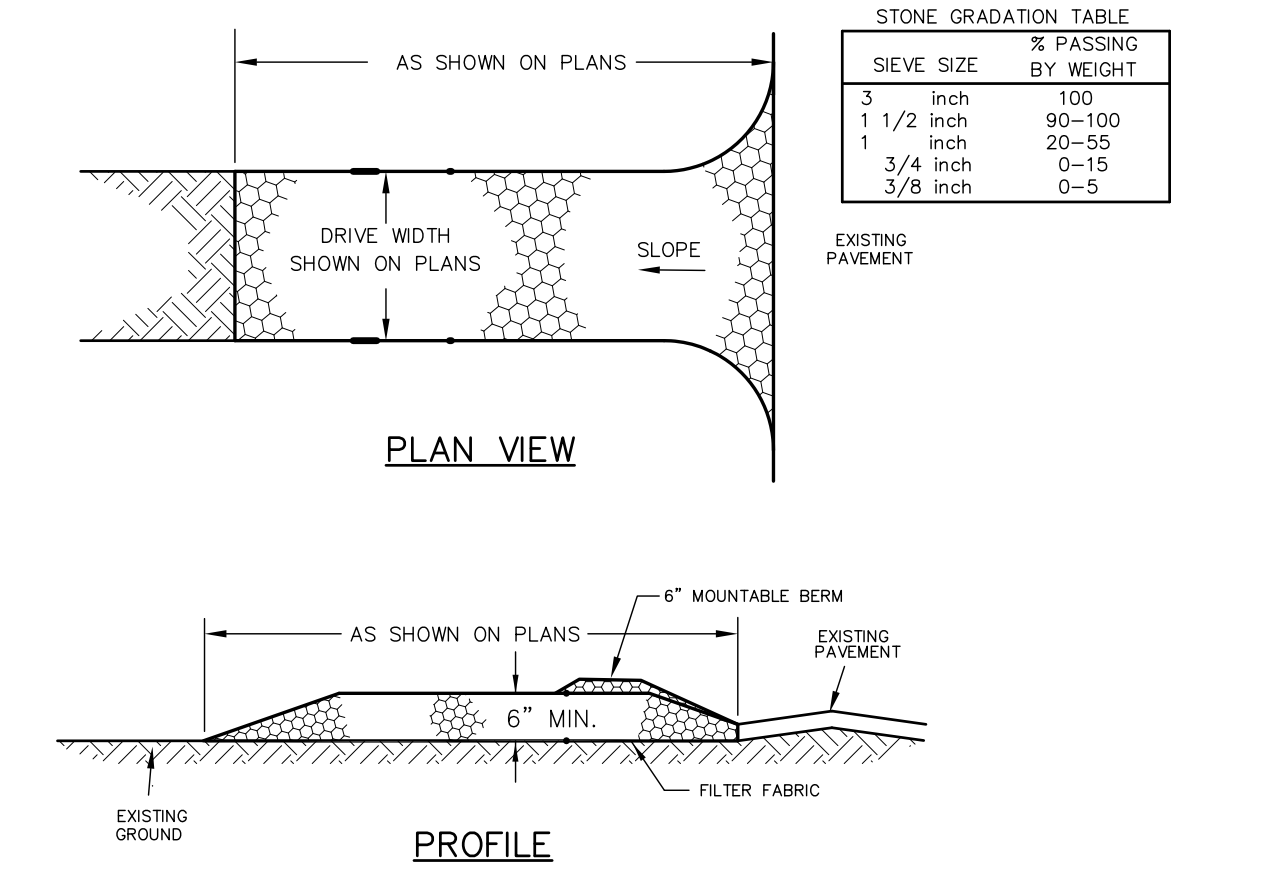 STONE GRADATION TABLE
SIEVE SIZE % PASSING BY WEIGHT
3 inch 100
1 1/2 inch 90-100
1 inch 20-55
3/4 inch 0-15
3/8 inch 0-5
AS SHOWN ON PLANS
DRIVE WIDTH
SHOWN ON PLANS
SLOPE
EXISTING
PAVEMENT
PLAN VIEW
6" MOUNTABLE BERM
AS SHOWN ON PLANS
EXISTING
PAVEMENT
6" MIN.
FILTER FABRIC
EXISTING
GROUND
PROFILE